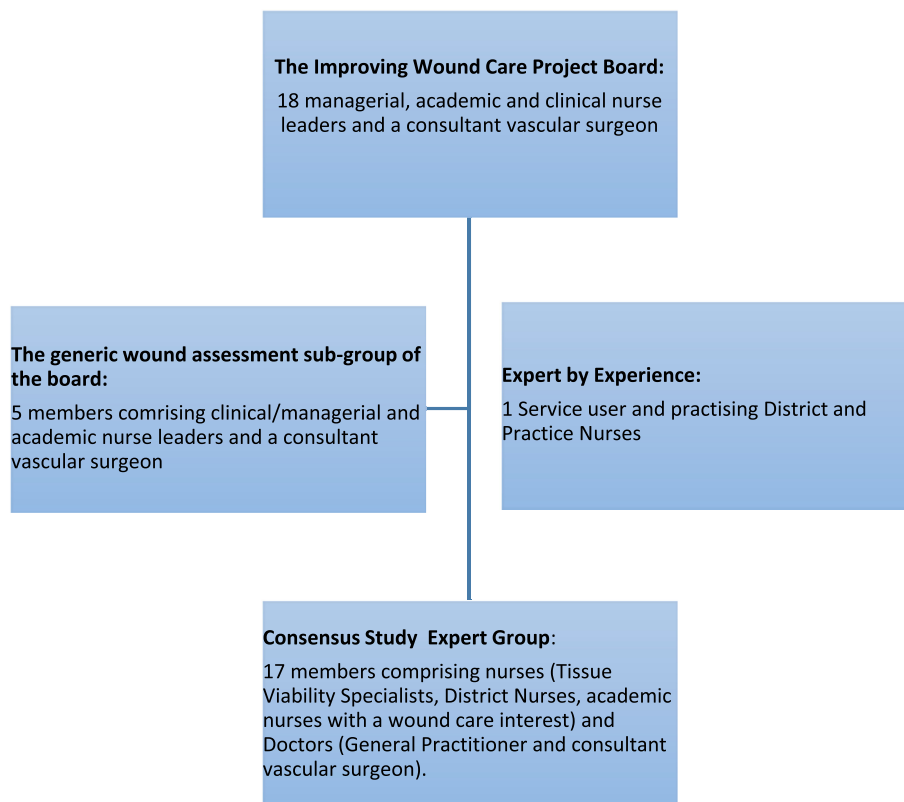 The Improving Wound Care Project Board:
18 managerial, academic and clinical nurse
leaders and a consultant vascular surgeon
The generic wound assessment sub-group of
the board:
5 members comrising clinical/managerial and
academic nurse leaders and a consultant
vascular surgeon
Expert by Experience:
1 Service user and practising District and
Practice Nurses
Consensus Study  Expert Group:
17 members comprising nurses (Tissue
Viability Specialists, District Nurses, academic
nurses with a wound care interest) and
Doctors (General Practitioner and consultant
vascular surgeon).